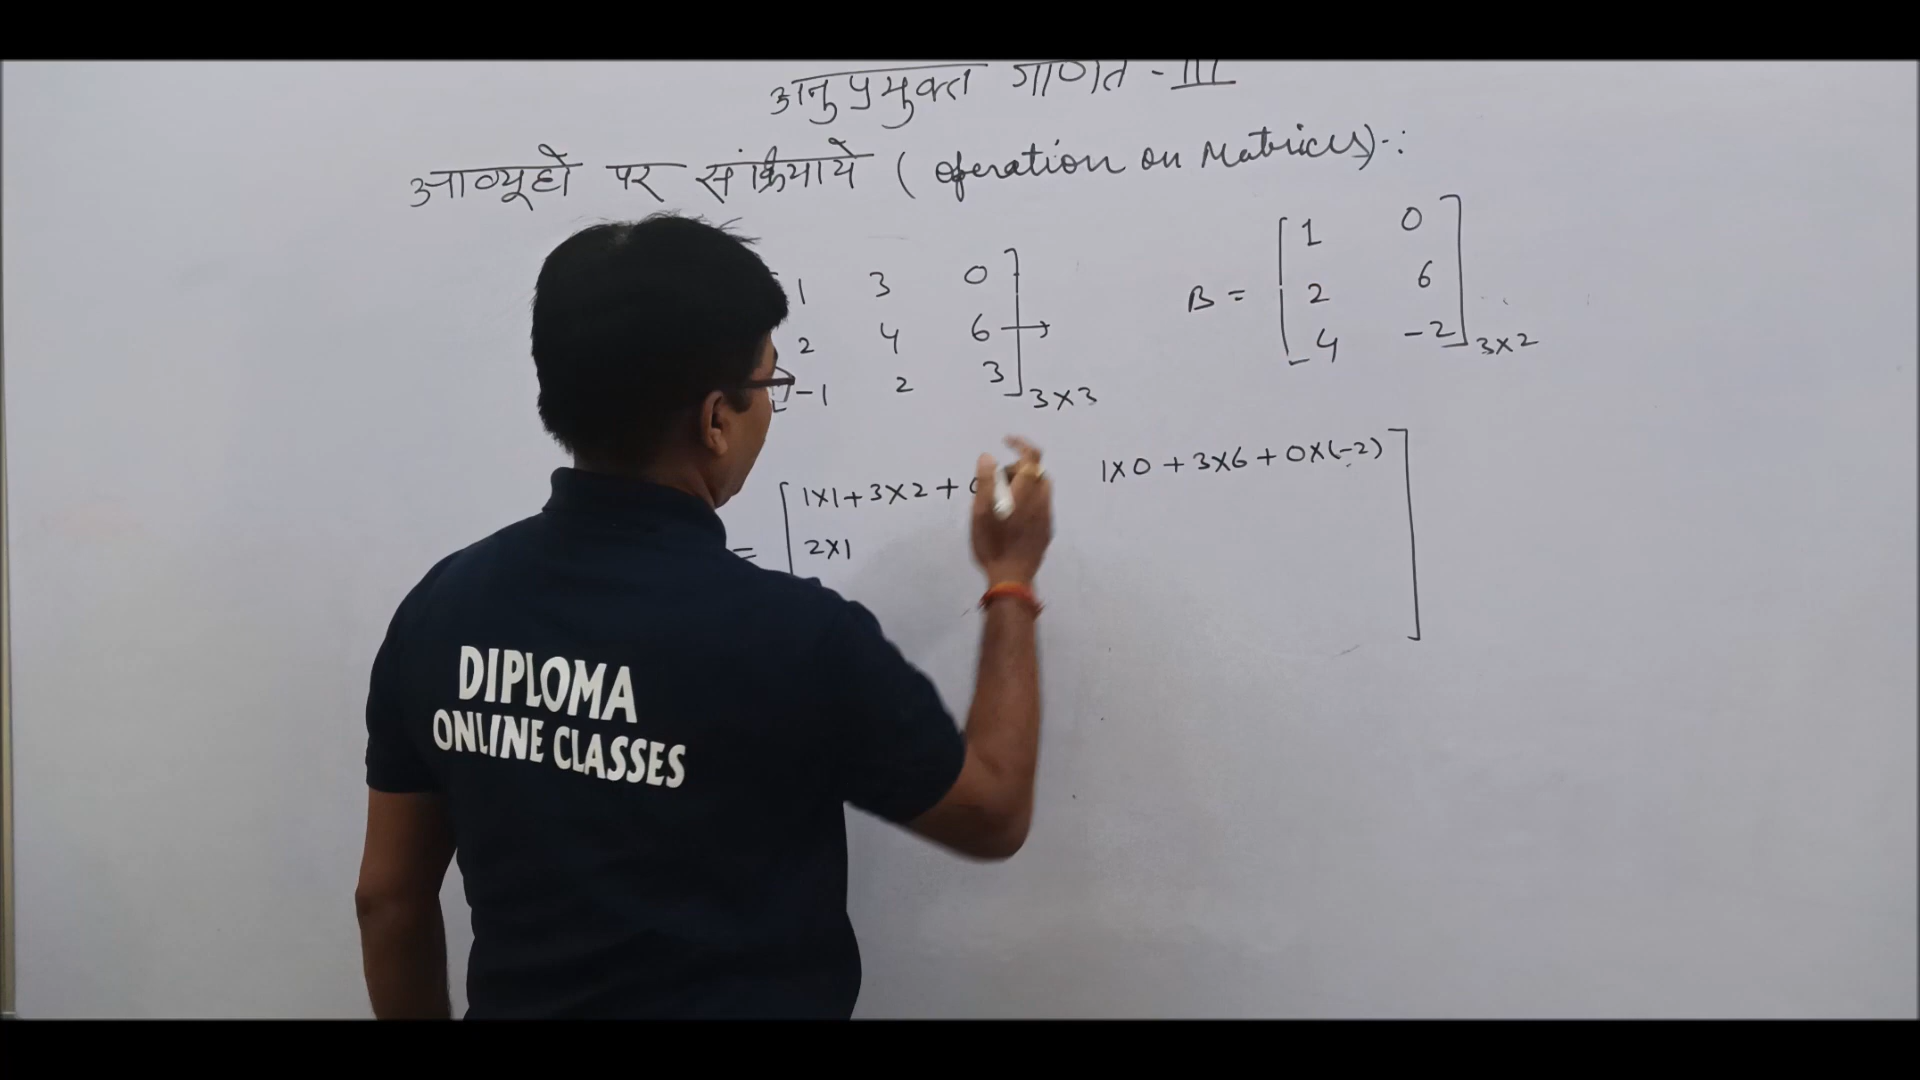 अनुप्रयुक्त गणित - III
आव्यूहो पर संक्रियाये ( operation on Matrices) -:
1 3 0
2 4 6
-1 2 3
3×3
B =
1 0
2 6
4 -2
3×2
1×1+3×2+ 1×0 + 3×6 + 0×(-2)
= 2×1
DIPLOMA
ONLINE CLASSES